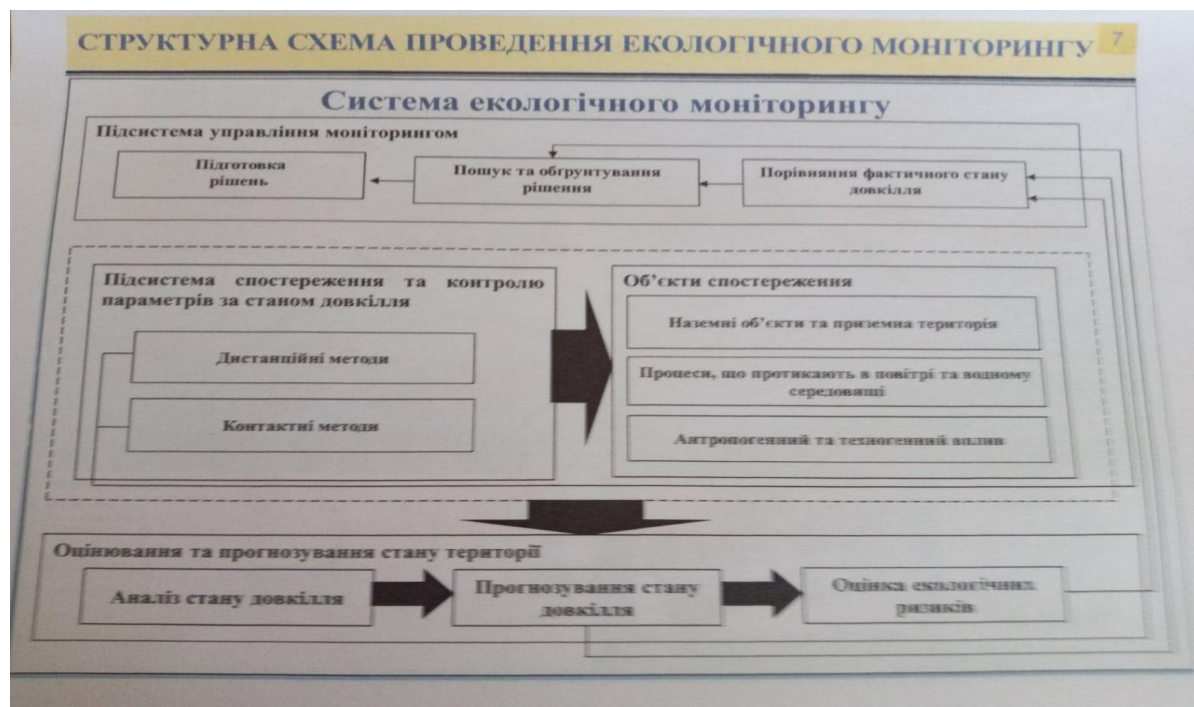 СТРУКТУРНА СХЕМА ПРОВЕДЕННЯ ЕКОЛОГІЧНОГО МОНІТОРИНГУ 7
Система екологічного моніторингу
Підсистема управління моніторингом
Підготовка
рішень
Пошук та обґрунтування
рішення
Порівняння фактичного стану
довкілля
Підсистема спостереження та контролю
параметрів за станом довкілля
Дистанційні методи
Контактні методи
Об’єкти спостереження
Наземні об’єкти та приземна територія
Процеси, що протикають в повітрі та водному
середовищі
Антропогенний та техногенний вплив
Оцінювання та прогнозування стану території
Аналіз стану довкілля
Прогнозування стану
довкілля
Оцінка екологічних
ризиків